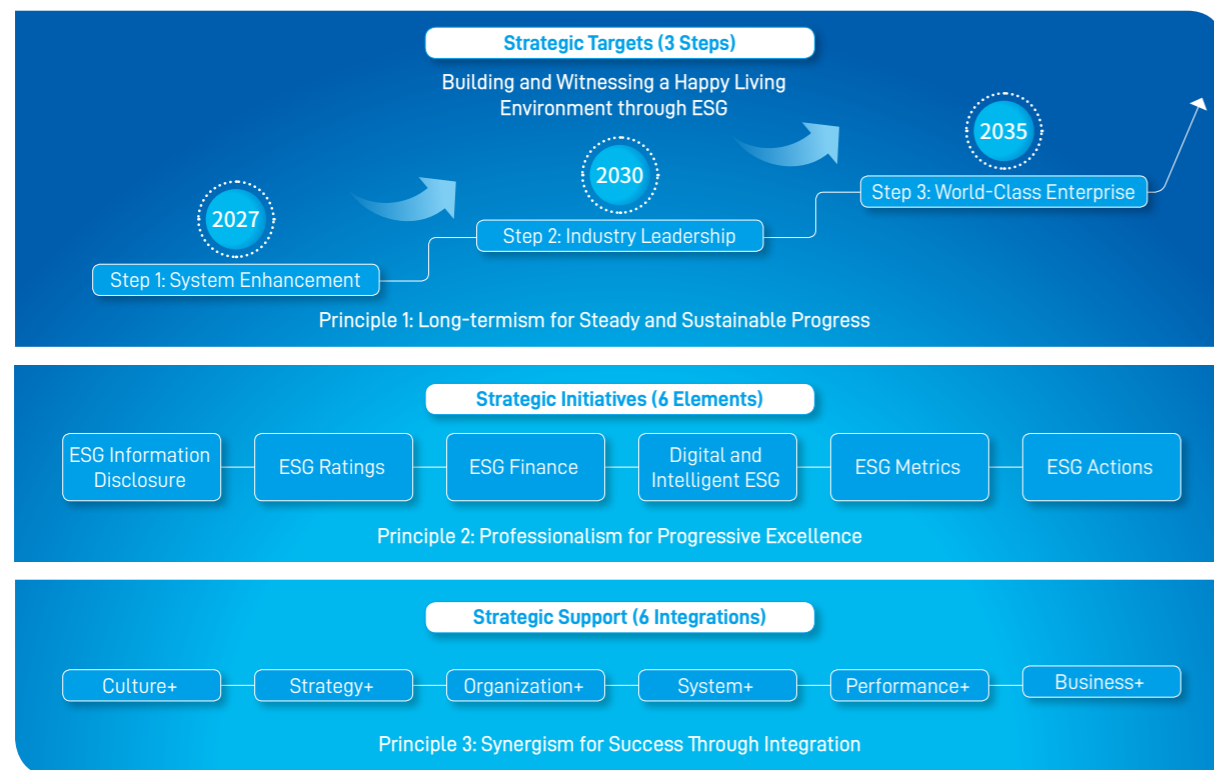 Strategic Targets (3 Steps)
Building and Witnessing a Happy Living
Environment through ESG
2027
2030
2035
Step 1: System Enhancement
Step 2: Industry Leadership
Step 3: World-Class Enterprise
Principle 1: Long-termism for Steady and Sustainable Progress
Strategic Initiatives (6 Elements)
ESG Information
Disclosure
ESG Ratings
ESG Finance
Digital and
Intelligent ESG
ESG Metrics
ESG Actions
Principle 2: Professionalism for Progressive Excellence
Strategic Support (6 Integrations)
Culture+
Strategy+
Organization+
System+
Performance+
Business+
Principle 3: Synergism for Success Through Integration